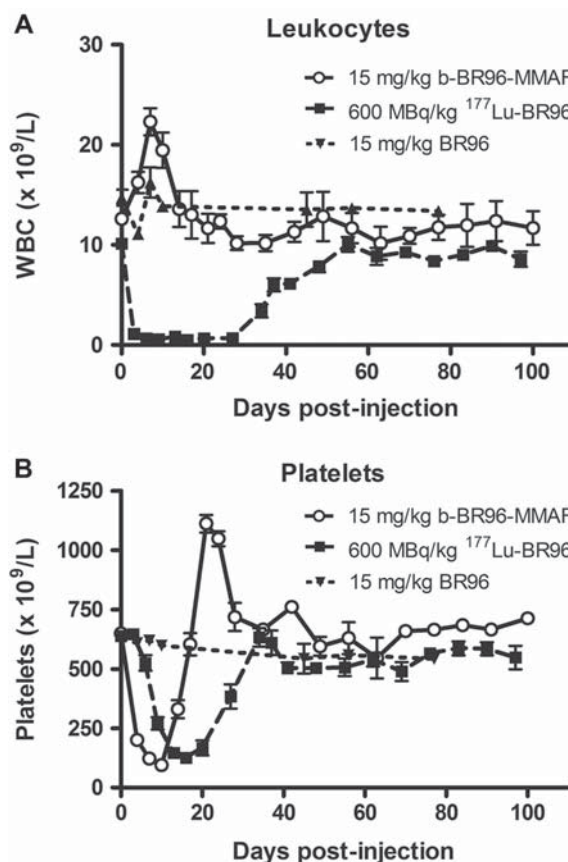 A
Leukocytes
30
20
10
0
WBC (x 10⁹/L)
15 mg/kg b-BR96-MMAF
600 MBq/kg ¹⁷⁷Lu-BR96
15 mg/kg BR96
0 20 40 60 80 100
Days post-injection
B
Platelets
1250
1000
750
500
250
0
Platelets (x 10⁹/L)
15 mg/kg b-BR96-MMAF
600 MBq/kg ¹⁷⁷Lu-BR96
15 mg/kg BR96
0 20 40 60 80 100
Days post-injection